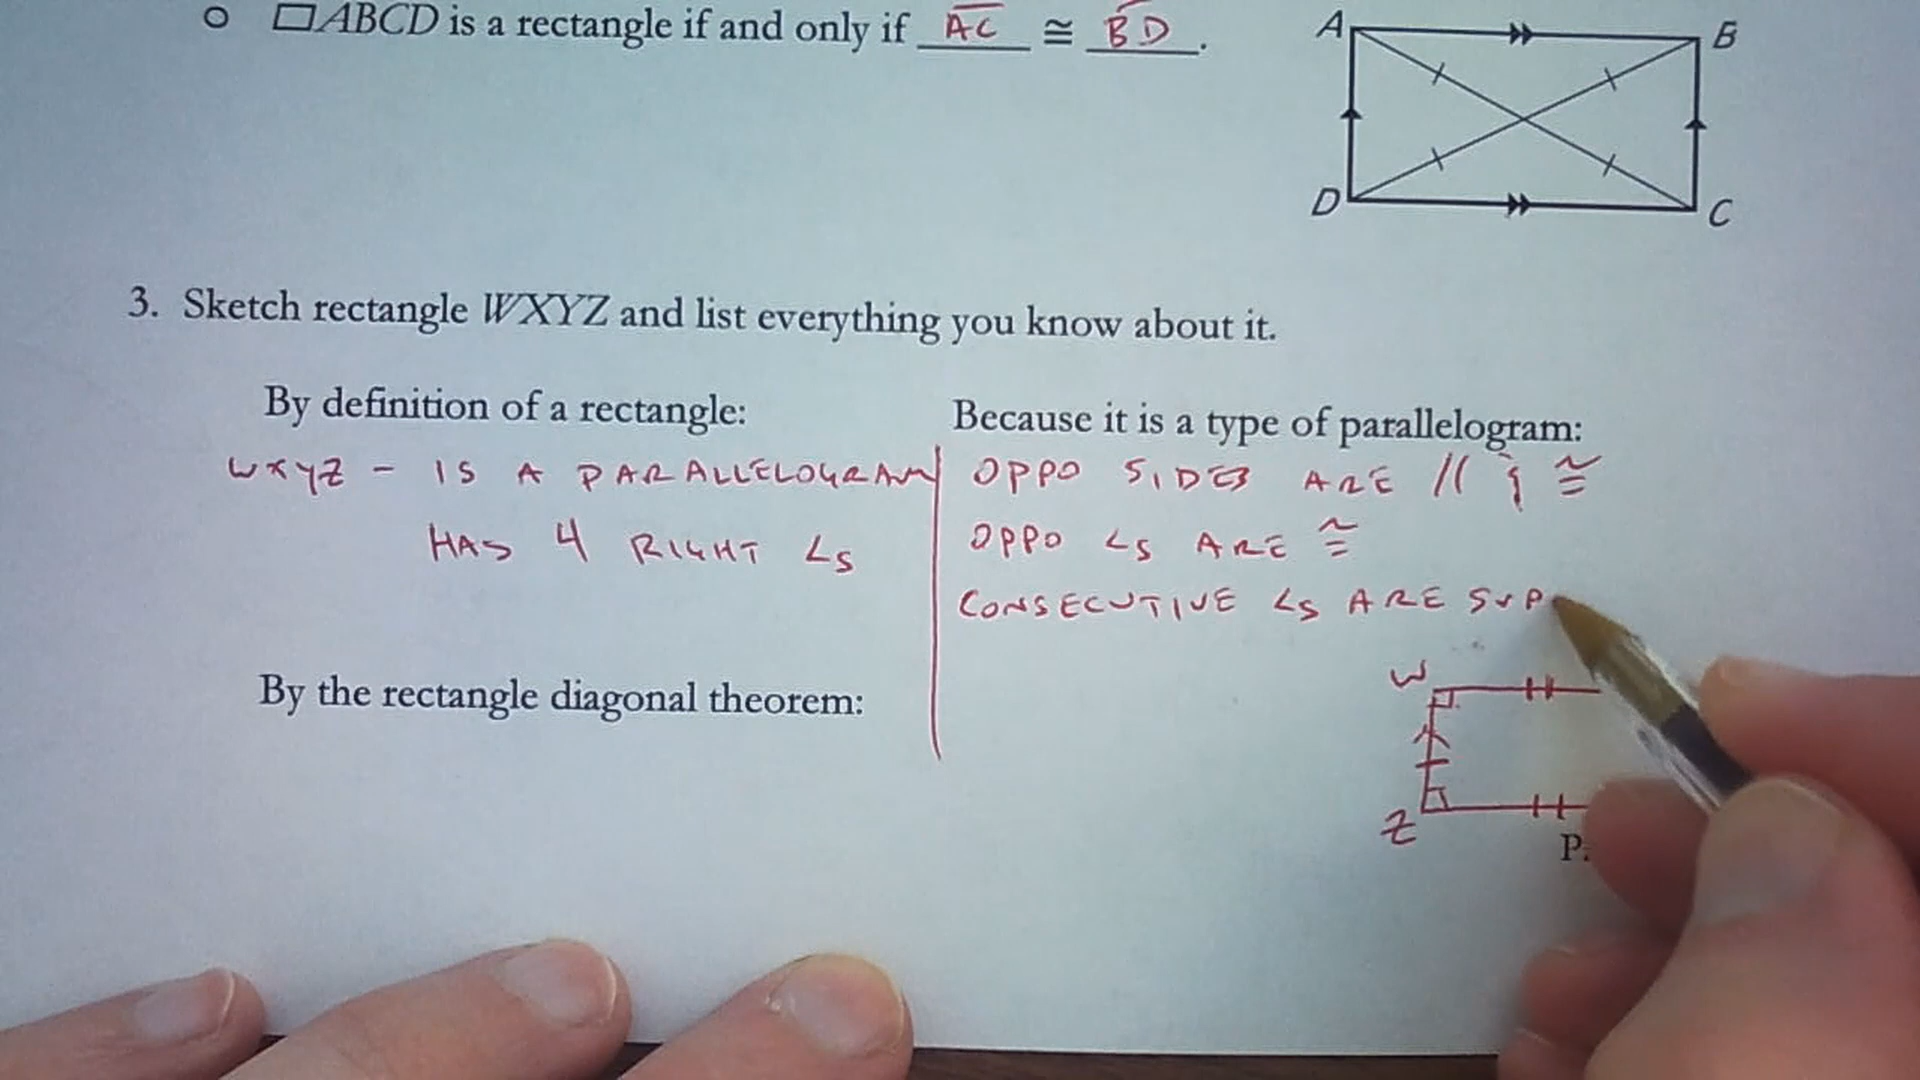 ○ ▱ABCD is a rectangle if and only if AC ≅ BD.
A
B
D
C
3. Sketch rectangle WXYZ and list everything you know about it.
By definition of a rectangle:
WXYZ - IS A PARALLELOGRAM
HAS 4 RIGHT ∠S
Because it is a type of parallelogram:
OPPO SIDES ARE // & ≅
OPPO ∠S ARE ≅
CONSECUTIVE ∠S ARE SUP
By the rectangle diagonal theorem:
W
Z